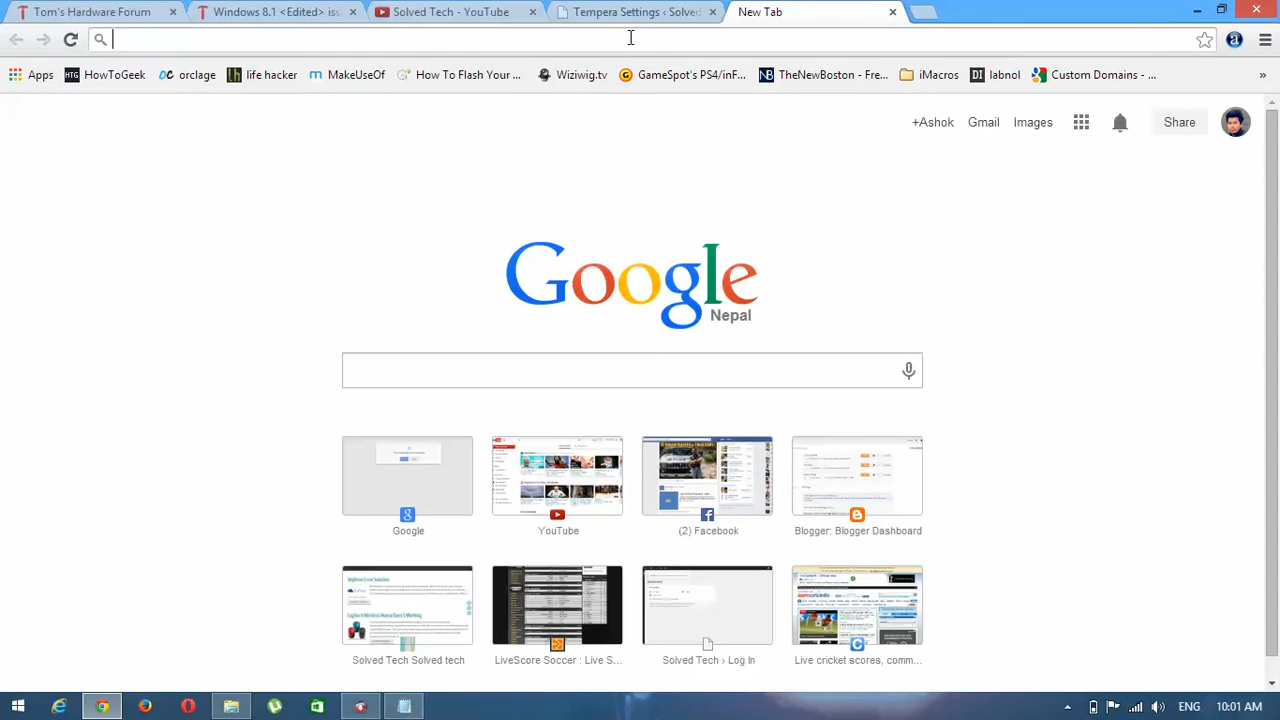 Tom's Hardware Forum
Windows 8.1 <Edited> iss
Solved Tech - YouTube
Tempera Settings ‹ Solved
New Tab
Apps
HowToGeek
orclage
life Hacker
MakeUseOf
How To Flash Your ...
Wiziwig.tv
GameSpot's PS4/inF...
TheNewBoston - Fre...
iMacros
labnol
Custom Domains - ...
»
+Ashok
Gmail
Images
Share
Google
Nepal
Google
YouTube
(2) Facebook
Blogger: Blogger Dashboard
Solved Tech Solved tech
LiveScore Soccer : Live S...
Solved Tech › Log In
Live cricket scores, comm...
ENG
10:01 AM